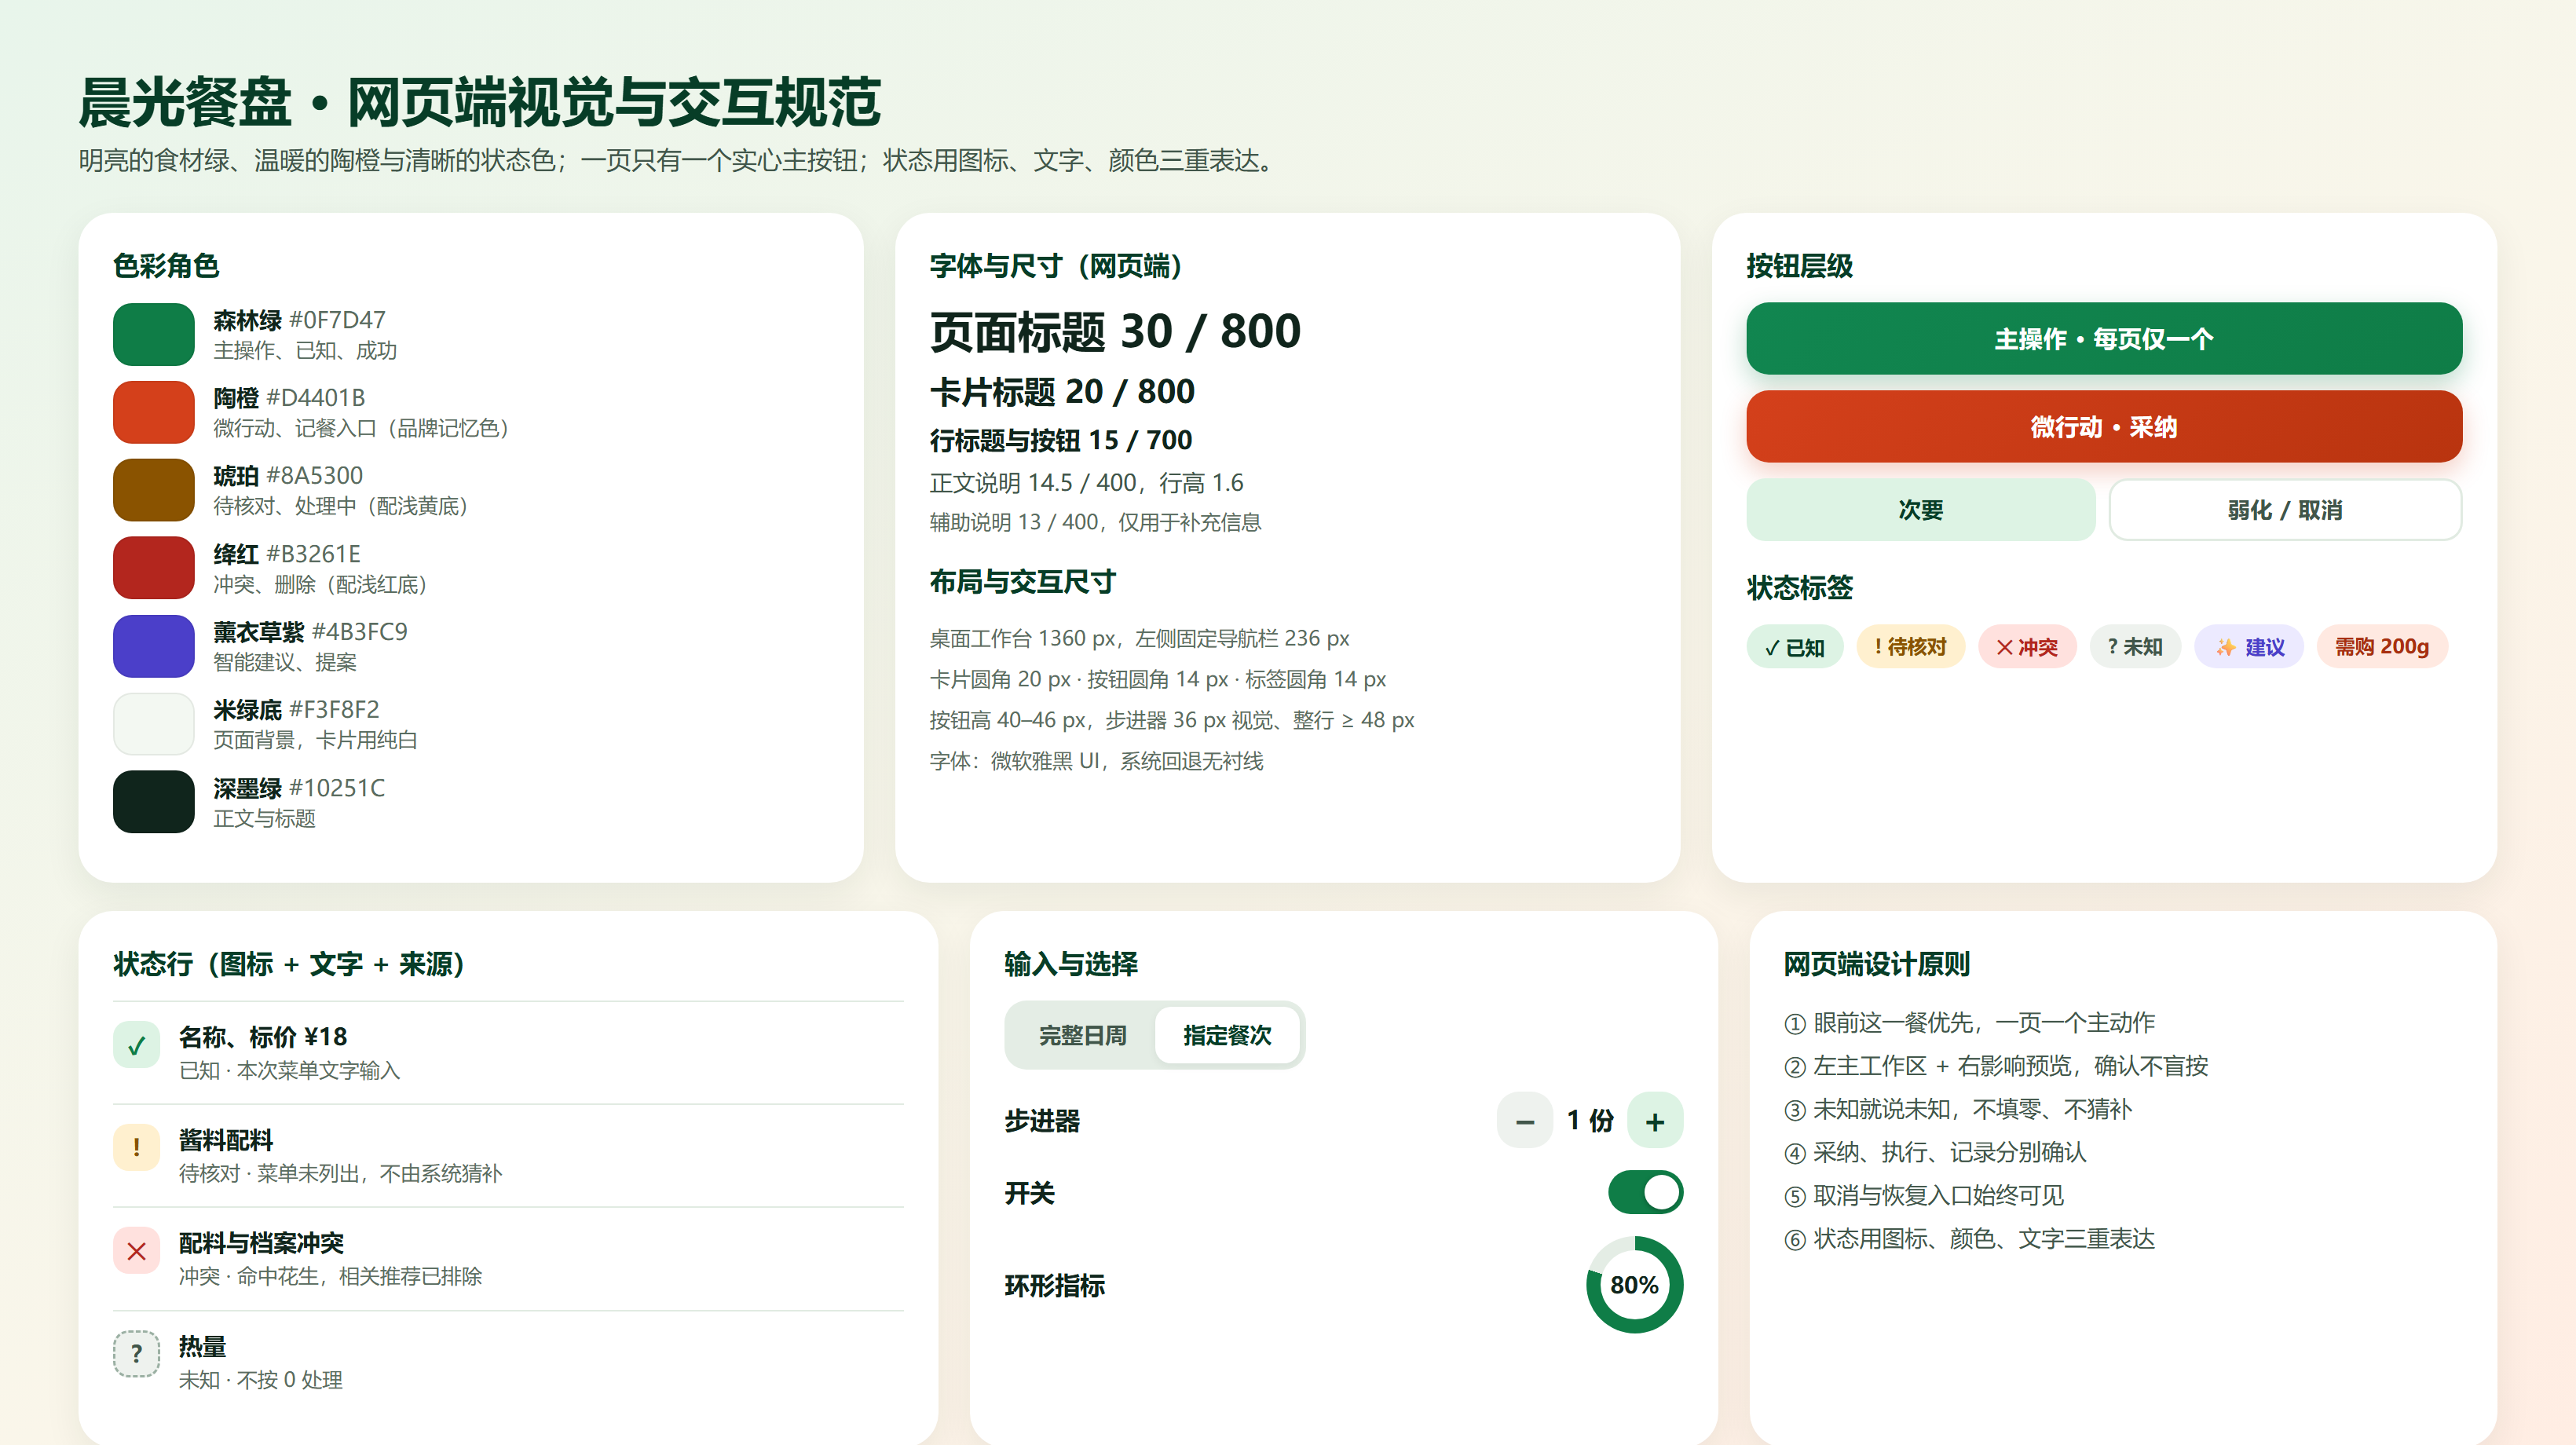 晨光餐盘 · 网页端视觉与交互规范
明亮的食材绿、温暖的陶橙与清晰的状态色；一页只有一个实心主按钮；状态用图标、文字、颜色三重表达。
色彩角色
森林绿 #0F7D47
主操作、已知、成功
陶橙 #D4401B
微行动、记餐入口（品牌记忆色）
琥珀 #8A5300
待核对、处理中（配浅黄底）
绛红 #B3261E
冲突、删除（配浅红底）
薰衣草紫 #4B3FC9
智能建议、提案
米绿底 #F3F8F2
页面背景，卡片用纯白
深墨绿 #10251C
正文与标题
字体与尺寸（网页端）
页面标题 30 / 800
卡片标题 20 / 800
行标题与按钮 15 / 700
正文说明 14.5 / 400，行高 1.6
辅助说明 13 / 400，仅用于补充信息
布局与交互尺寸
桌面工作台 1360 px，左侧固定导航栏 236 px
卡片圆角 20 px · 按钮圆角 14 px · 标签圆角 14 px
按钮高 40–46 px，步进器 36 px 视觉、整行 ≥ 48 px
字体：微软雅黑 UI，系统回退无衬线
按钮层级
主操作 · 每页仅一个
微行动 · 采纳
次要
弱化 / 取消
状态标签
✓ 已知
! 待核对
✕ 冲突
? 未知
✨ 建议
需购 200g
状态行（图标 + 文字 + 来源）
✓
名称、标价 ¥18
已知 · 本次菜单文字输入
!
酱料配料
待核对 · 菜单未列出，不由系统猜补
✕
配料与档案冲突
冲突 · 命中花生，相关推荐已排除
?
热量
未知 · 不按 0 处理
输入与选择
完整日周
指定餐次
步进器
− 1 份 +
开关
环形指标
80%
网页端设计原则
① 眼前这一餐优先，一页一个主动作
② 左主工作区 + 右影响预览，确认不盲按
③ 未知就说未知，不填零、不猜补
④ 采纳、执行、记录分别确认
⑤ 取消与恢复入口始终可见
⑥ 状态用图标、颜色、文字三重表达